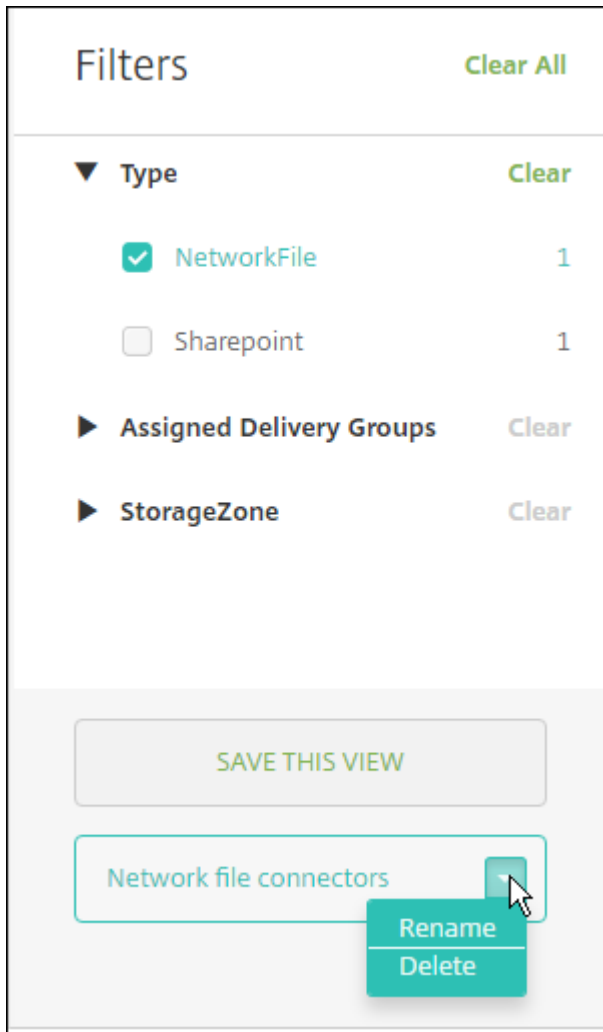 Filters Clear All
Type Clear
NetworkFile 1
Sharepoint 1
Assigned Delivery Groups Clear
StorageZone Clear
SAVE THIS VIEW
Network file connectors
Rename
Delete